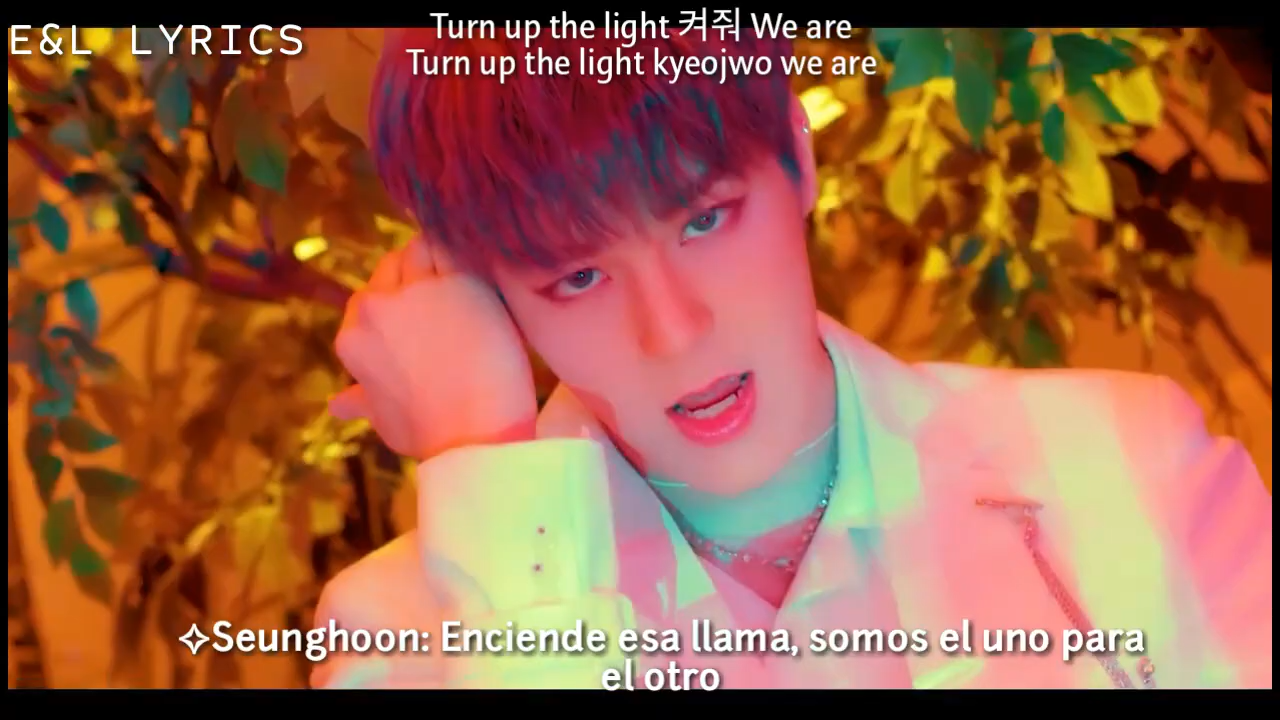 E&L LYRICS
Turn up the light 켜줘 We are
Turn up the light kyeojwo we are
✧Seunghoon: Enciende esa llama, somos el uno para
el otro